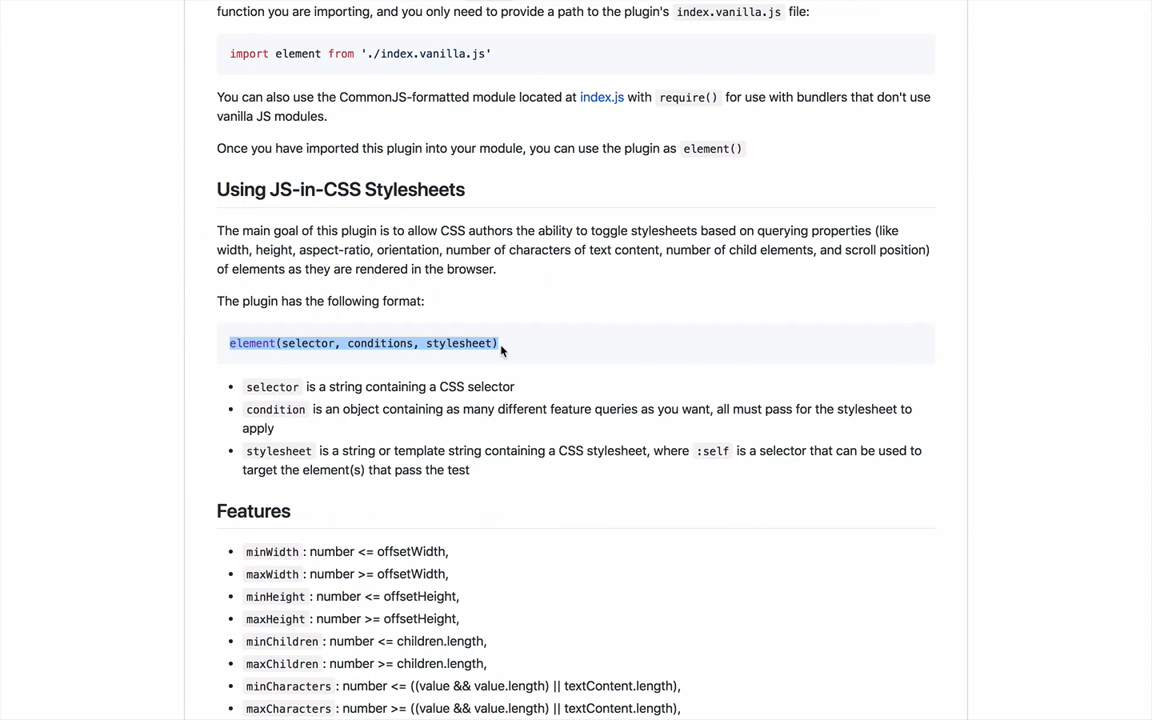 function you are importing, and you only need to provide a path to the plugin's index.vanilla.js file:
import element from './index.vanilla.js'
You can also use the CommonJS-formatted module located at index.js with require() for use with bundlers that don't use
vanilla JS modules.
Once you have imported this plugin into your module, you can use the plugin as element()
Using JS-in-CSS Stylesheets
The main goal of this plugin is to allow CSS authors the ability to toggle stylesheets based on querying properties (like
width, height, aspect-ratio, orientation, number of characters of text content, number of child elements, and scroll position)
of elements as they are rendered in the browser.
The plugin has the following format:
element(selector, conditions, stylesheet)
• selector is a string containing a CSS selector
• condition is an object containing as many different feature queries as you want, all must pass for the stylesheet to
apply
• stylesheet is a string or template string containing a CSS stylesheet, where :self is a selector that can be used to
target the element(s) that pass the test
Features
• minWidth : number <= offsetWidth,
• maxWidth : number >= offsetWidth,
• minHeight : number <= offsetHeight,
• maxHeight : number >= offsetHeight,
• minChildren : number <= children.length,
• maxChildren : number >= children.length,
• minCharacters : number <= ((value && value.length) || textContent.length),
• maxCharacters : number >= ((value && value.length) || textContent.length),